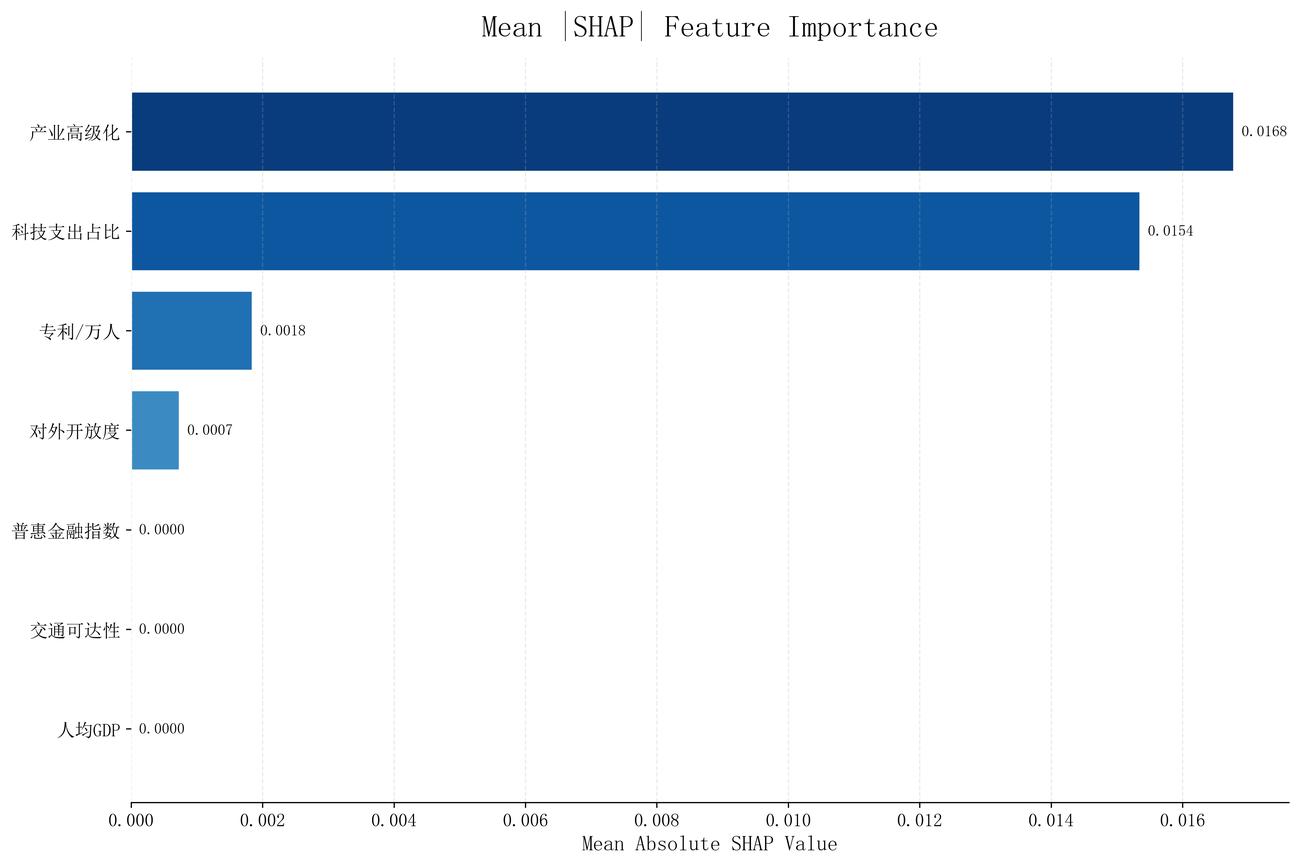 Mean |SHAP| Feature Importance
产业高级化 0.0168
科技支出占比 0.0154
专利/万人 0.0018
对外开放度 0.0007
普惠金融指数 0.0000
交通可达性 0.0000
人均GDP 0.0000
0.000 0.002 0.004 0.006 0.008 0.010 0.012 0.014 0.016
Mean Absolute SHAP Value